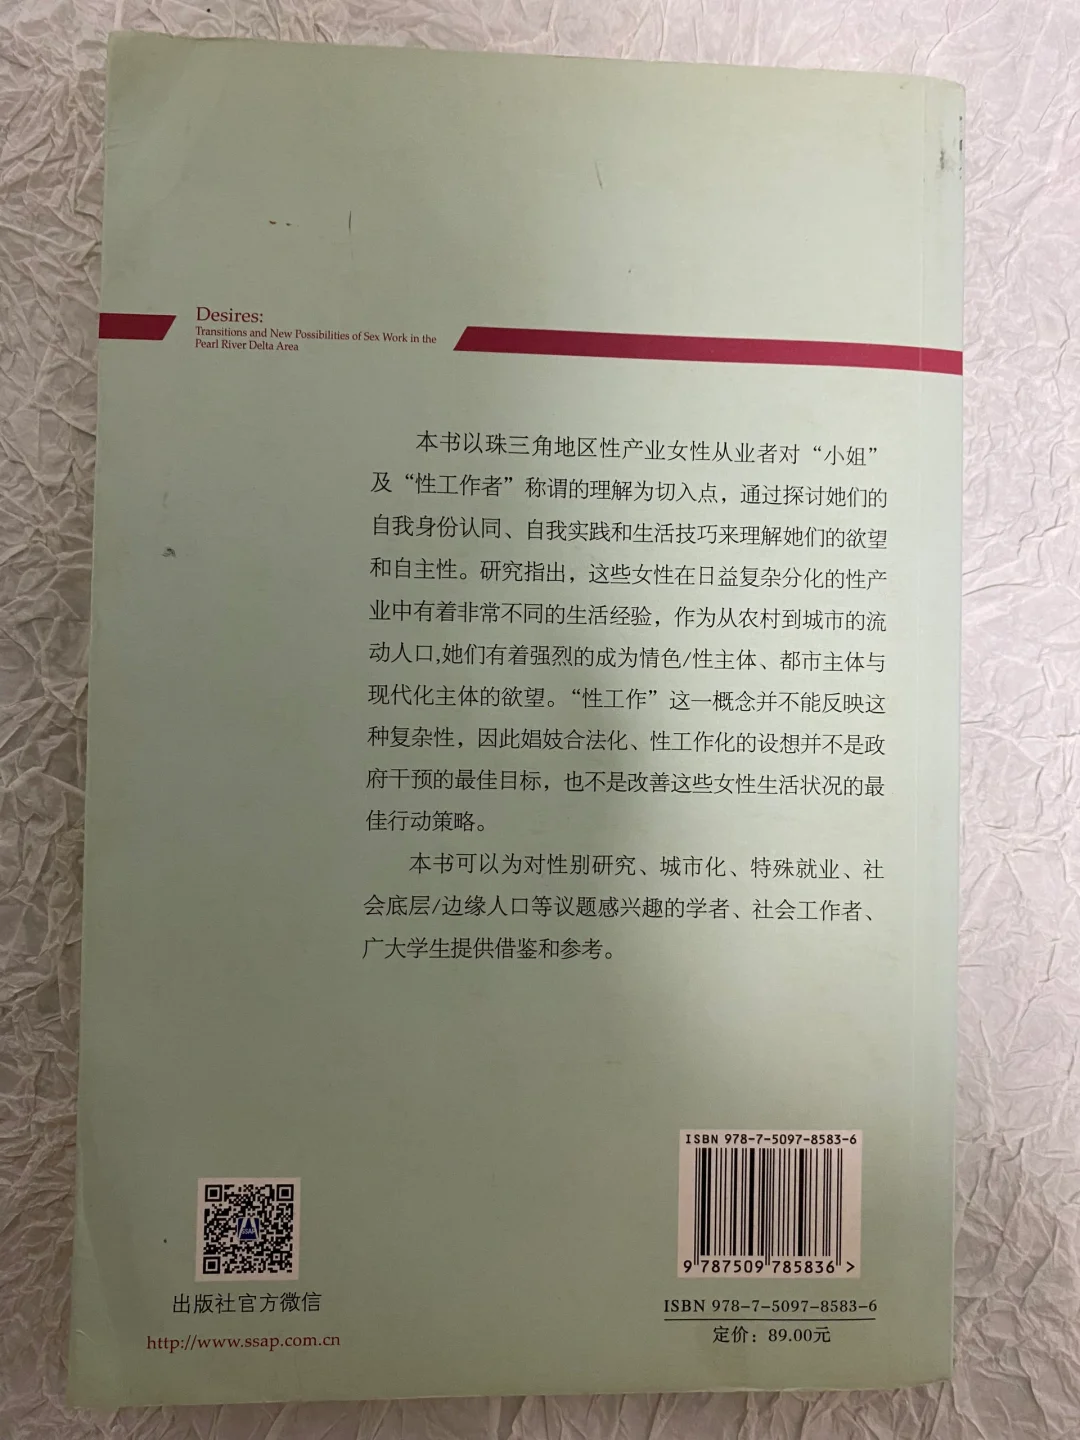 Desires:
Transitions and New Possibilities of Sex Work in the
Pearl River Delta Area
本书以珠三角地区性产业女性从业者对“小姐”
及“性工作者”称谓的理解为切入点，通过探讨她们的
自我身份认同、自我实践和生活技巧来理解她们的欲望
和自主性。研究指出，这些女性在日益复杂分化的性产
业中有着非常不同的生活经验，作为从农村到城市的流
动人口,她们有着强烈的成为情色/性主体、都市主体与
现代化主体的欲望。“性工作”这一概念并不能反映这
种复杂性，因此娼妓合法化、性工作化的设想并不是政
府干预的最佳目标，也不是改善这些女性生活状况的最
佳行动策略。
本书可以为对性别研究、城市化、特殊就业、社
会底层/边缘人口等议题感兴趣的学者、社会工作者、
广大学生提供借鉴和参考。
ISBN 978-7-5097-8583-6
9 787509 785836 >
SSAP
出版社官方微信
http://www.ssap.com.cn
ISBN 978-7-5097-8583-6
定价：89.00元